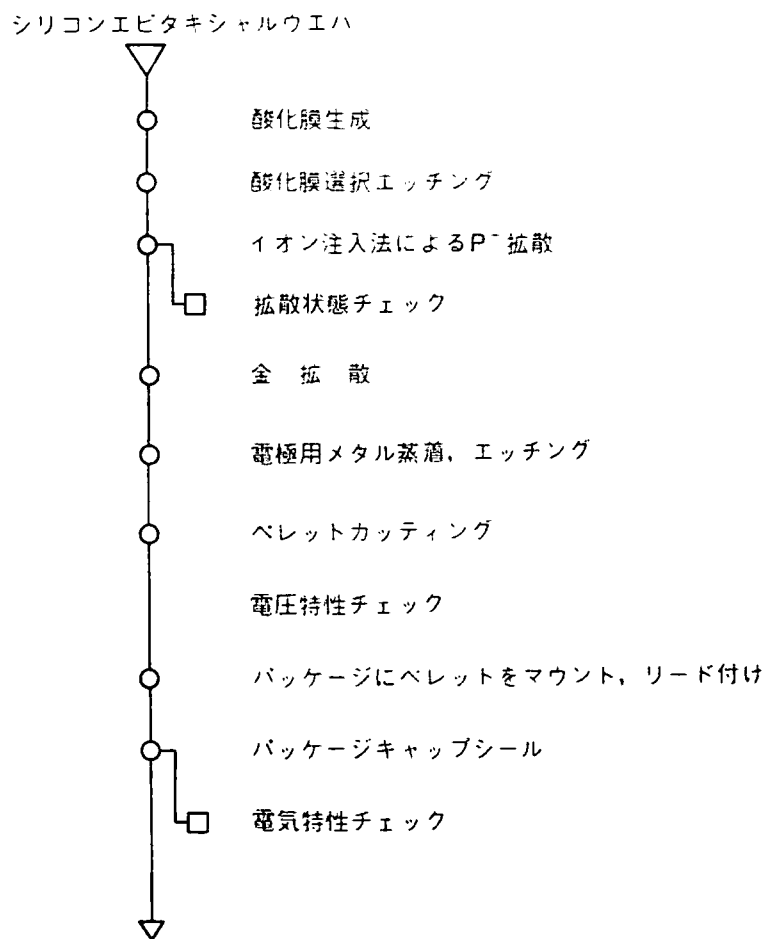 シリコンエピタキシャルウエハ
酸化膜生成
酸化膜選択エッチング
イオン注入法によるP⁻拡散
拡散状態チェック
金 拡 散
電極用メタル蒸着，エッチング
ペレットカッティング
電圧特性チェック
パッケージにペレットをマウント，リード付け
パッケージキャップシール
電気特性チェック